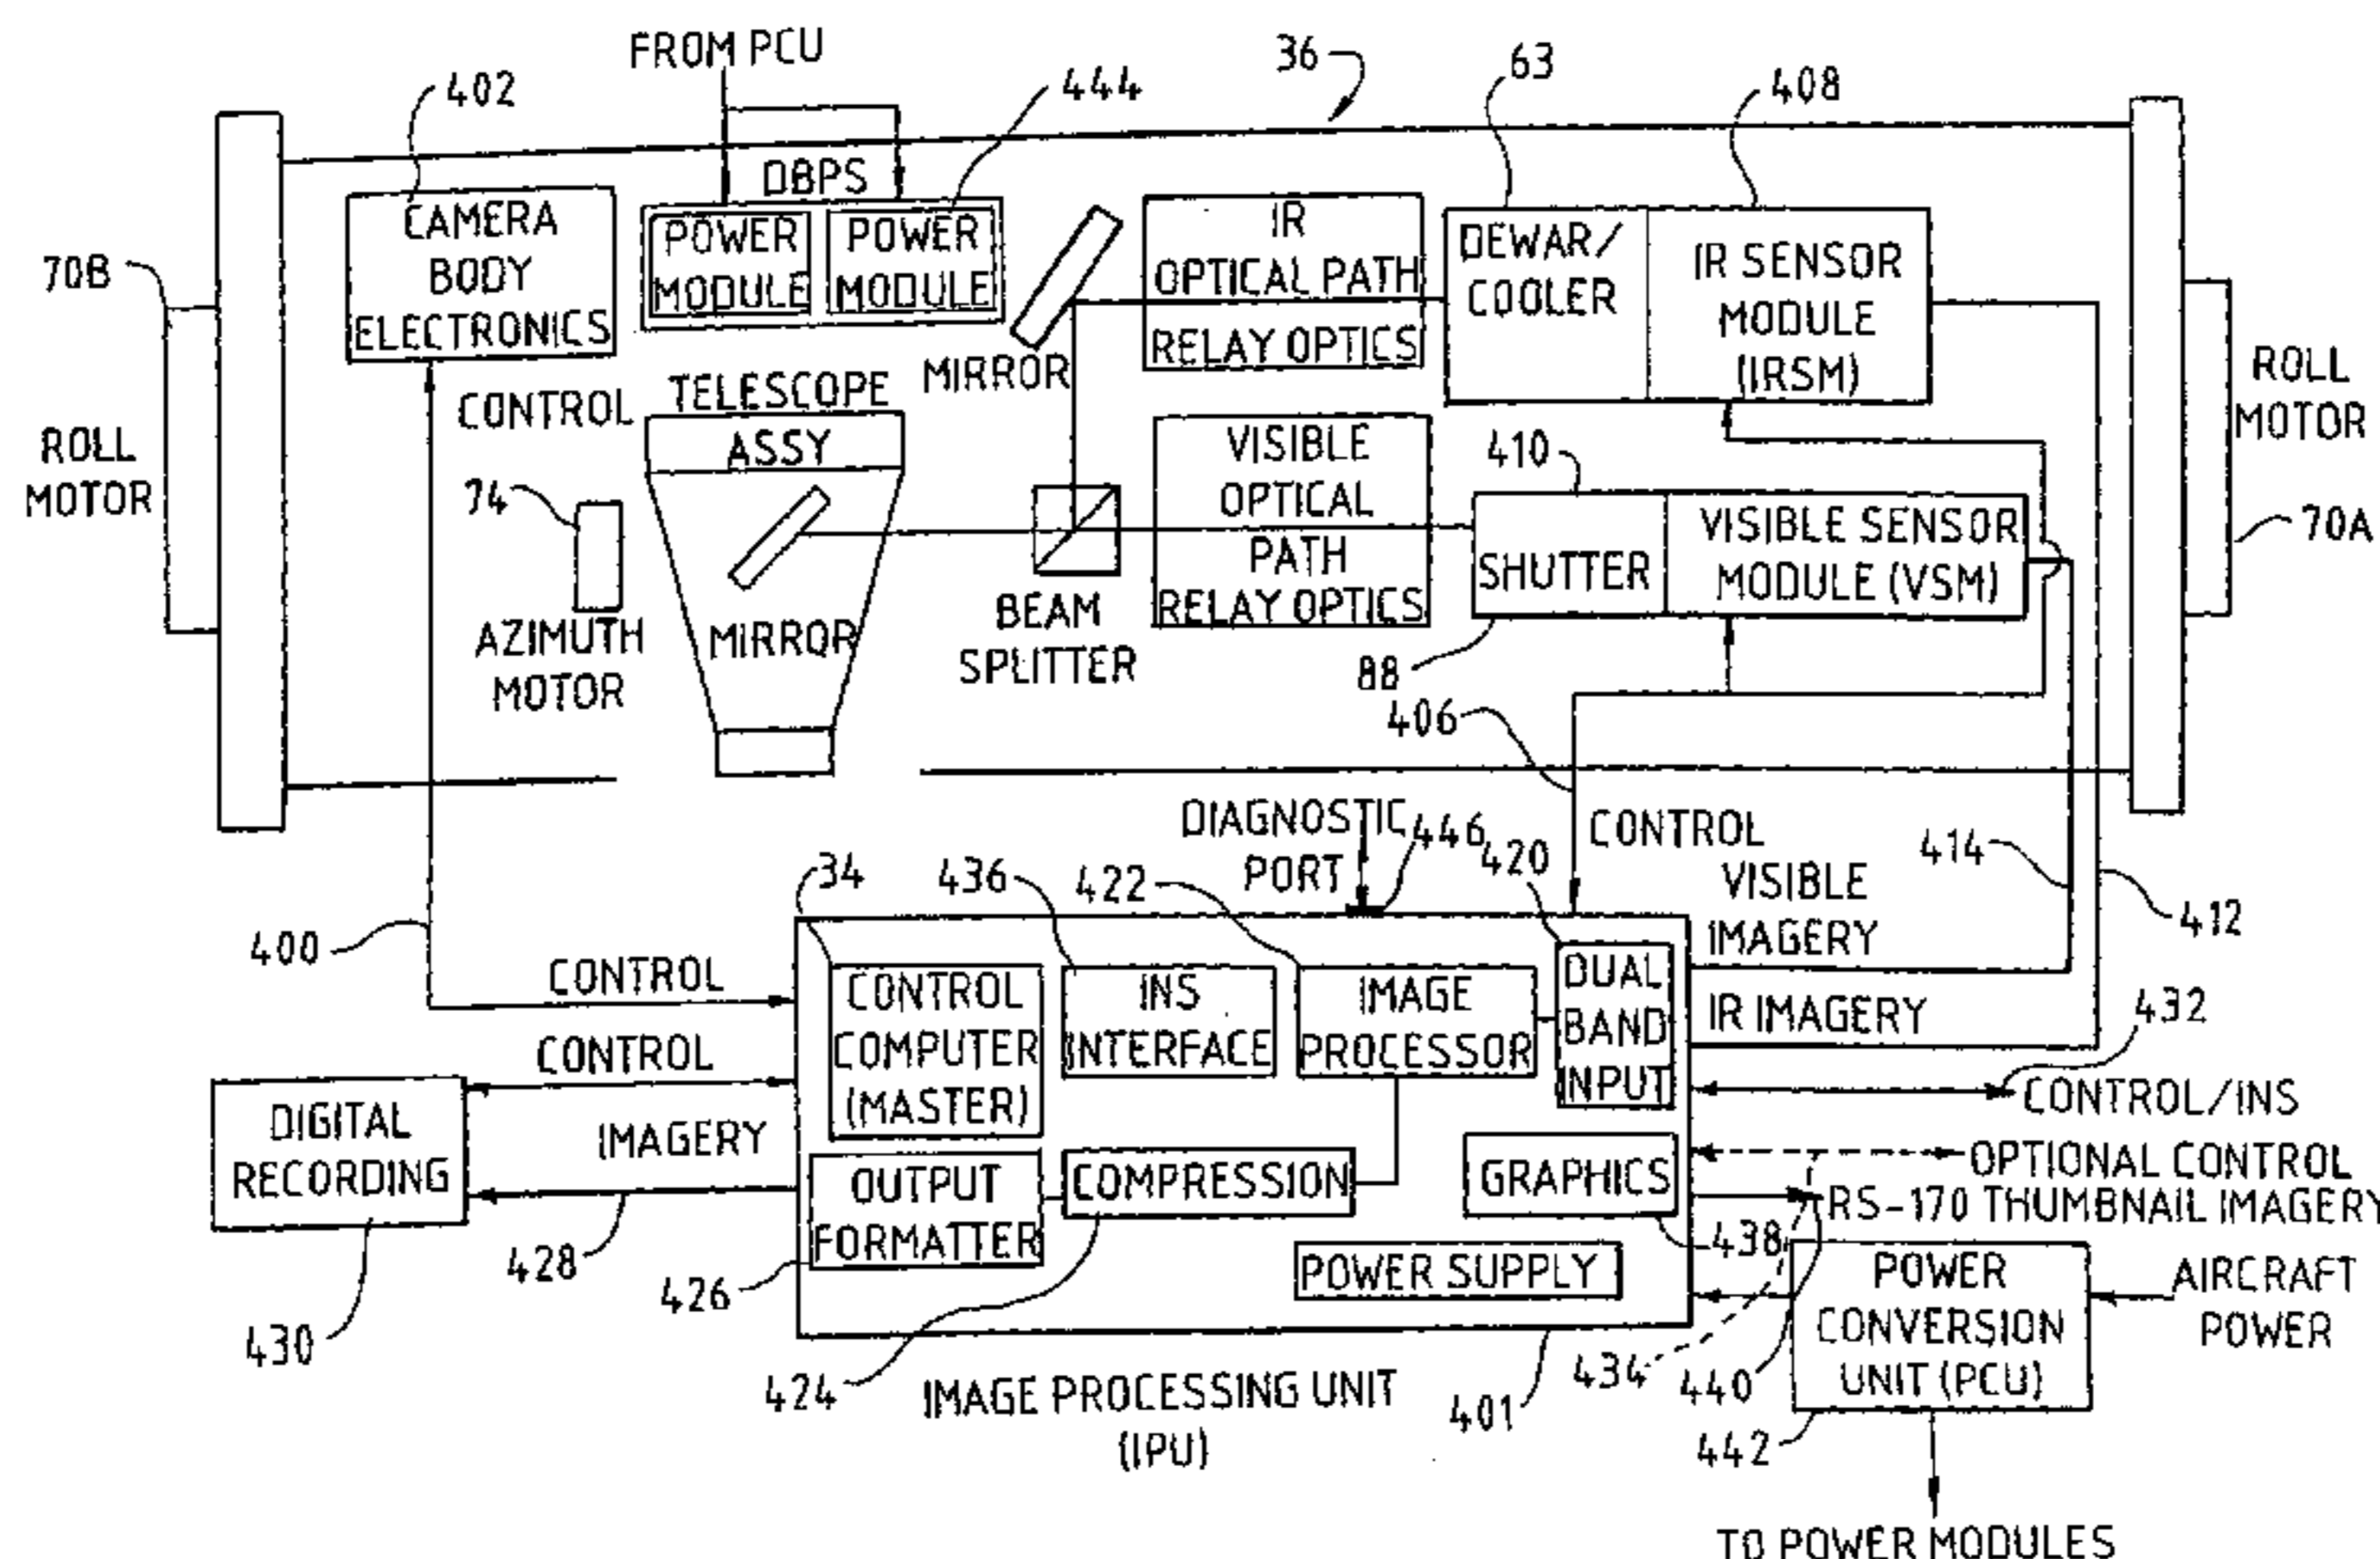 FROM PCU
36
63
402
444
408
DBPS
CAMERA
BODY
ELECTRONICS
POWER
MODULE
POWER
MODULE
IR
OPTICAL PATH
RELAY OPTICS
DEWAR/
COOLER
IR SENSOR
MODULE
(IRSM)
70B
MIRROR
ROLL
MOTOR
CONTROL
TELESCOPE
ASSY
VISIBLE
OPTICAL
PATH
RELAY OPTICS
410
ROLL
MOTOR
74
SHUTTER
VISIBLE SENSOR
MODULE (VSM)
70A
AZIMUTH
MOTOR
MIRROR
BEAM
SPLITTER
88
406
DIAGNOSTIC
PORT
446
420
CONTROL
414
34
436
422
VISIBLE
IMAGERY
412
400
CONTROL
CONTROL
COMPUTER
(MASTER)
INS
INTERFACE
IMAGE
PROCESSOR
DUAL
BAND
INPUT
IR IMAGERY
432
CONTROL
DIGITAL
RECORDING
IMAGERY
CONTROL/INS
OUTPUT
FORMATTER
COMPRESSION
GRAPHICS
OPTIONAL CONTROL
RS-170 THUMBNAIL IMAGERY
428
426
438
POWER SUPPLY
POWER
CONVERSION
UNIT (PCU)
AIRCRAFT
POWER
430
424
IMAGE PROCESSING UNIT
(IPU)
401
434
440
442
TO POWER MODULES